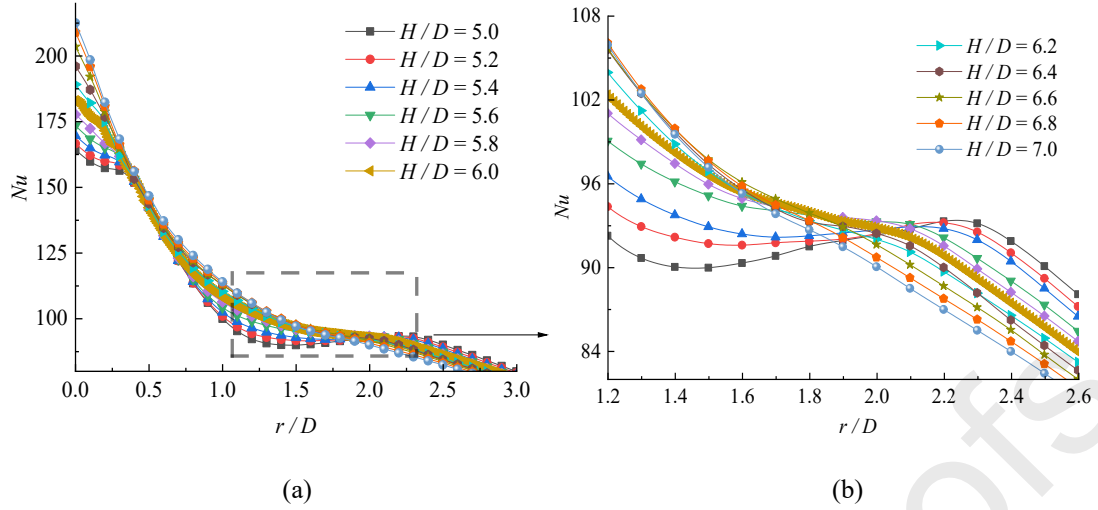 200
175
150
125
100
0.0 0.5 1.0 1.5 2.0 2.5 3.0
Nu
r / D
H / D = 5.0
H / D = 5.2
H / D = 5.4
H / D = 5.6
H / D = 5.8
H / D = 6.0
(a)
108
102
96
90
84
1.2 1.4 1.6 1.8 2.0 2.2 2.4 2.6
Nu
r / D
H / D = 6.2
H / D = 6.4
H / D = 6.6
H / D = 6.8
H / D = 7.0
(b)
ofs